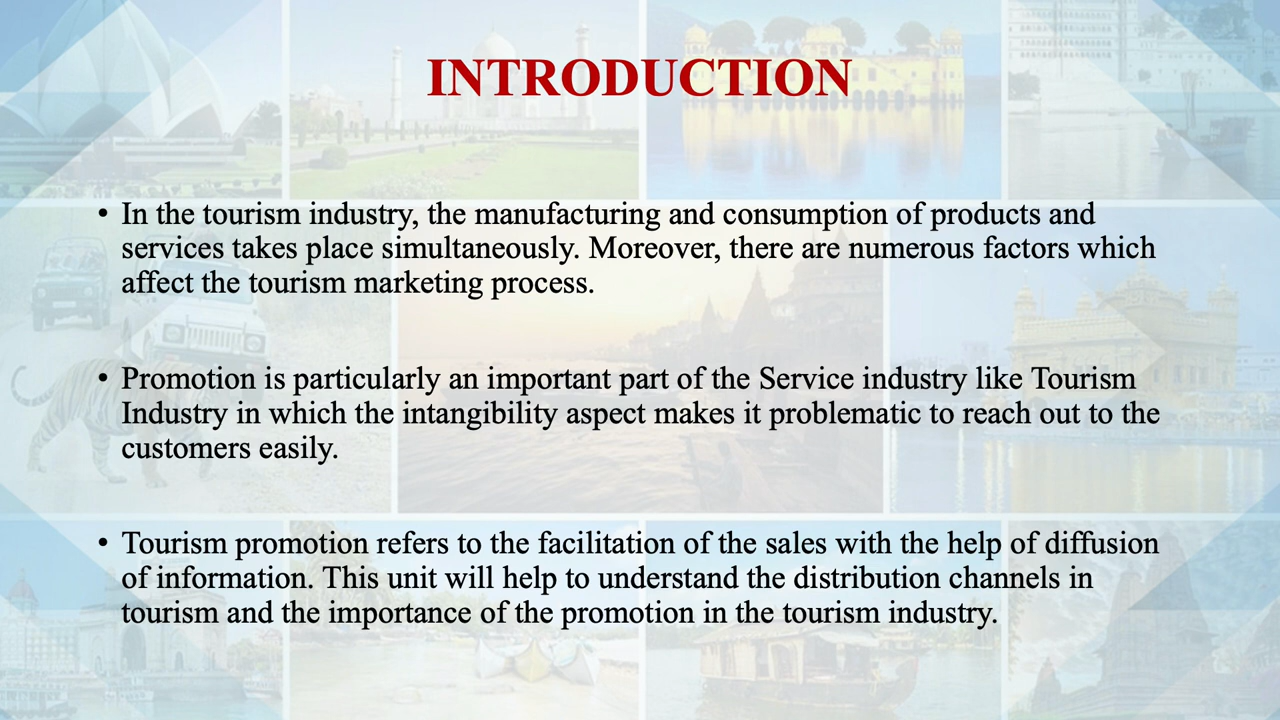 INTRODUCTION
• In the tourism industry, the manufacturing and consumption of products and
services takes place simultaneously. Moreover, there are numerous factors which
affect the tourism marketing process.
• Promotion is particularly an important part of the Service industry like Tourism
Industry in which the intangibility aspect makes it problematic to reach out to the
customers easily.
• Tourism promotion refers to the facilitation of the sales with the help of diffusion
of information. This unit will help to understand the distribution channels in
tourism and the importance of the promotion in the tourism industry.